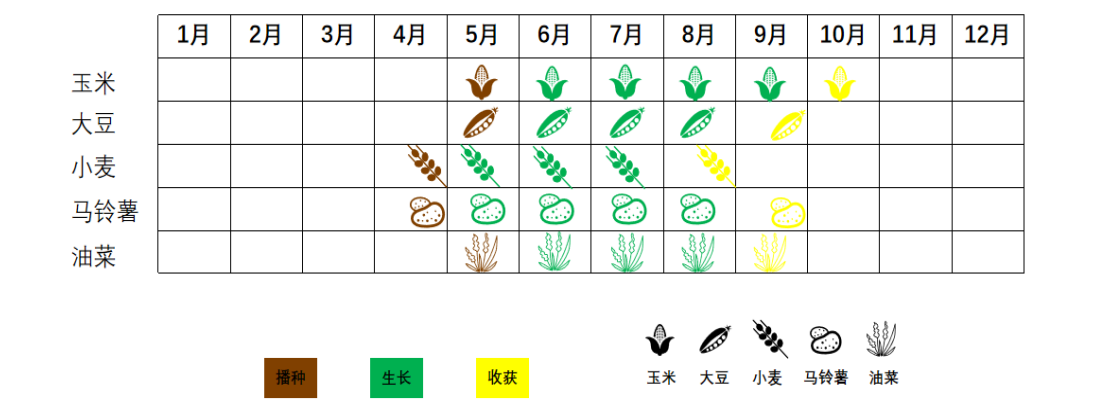 1月 2月 3月 4月 5月 6月 7月 8月 9月 10月 11月 12月
玉米
大豆
小麦
马铃薯
油菜
播种 生长 收获
玉米 大豆 小麦 马铃薯 油菜